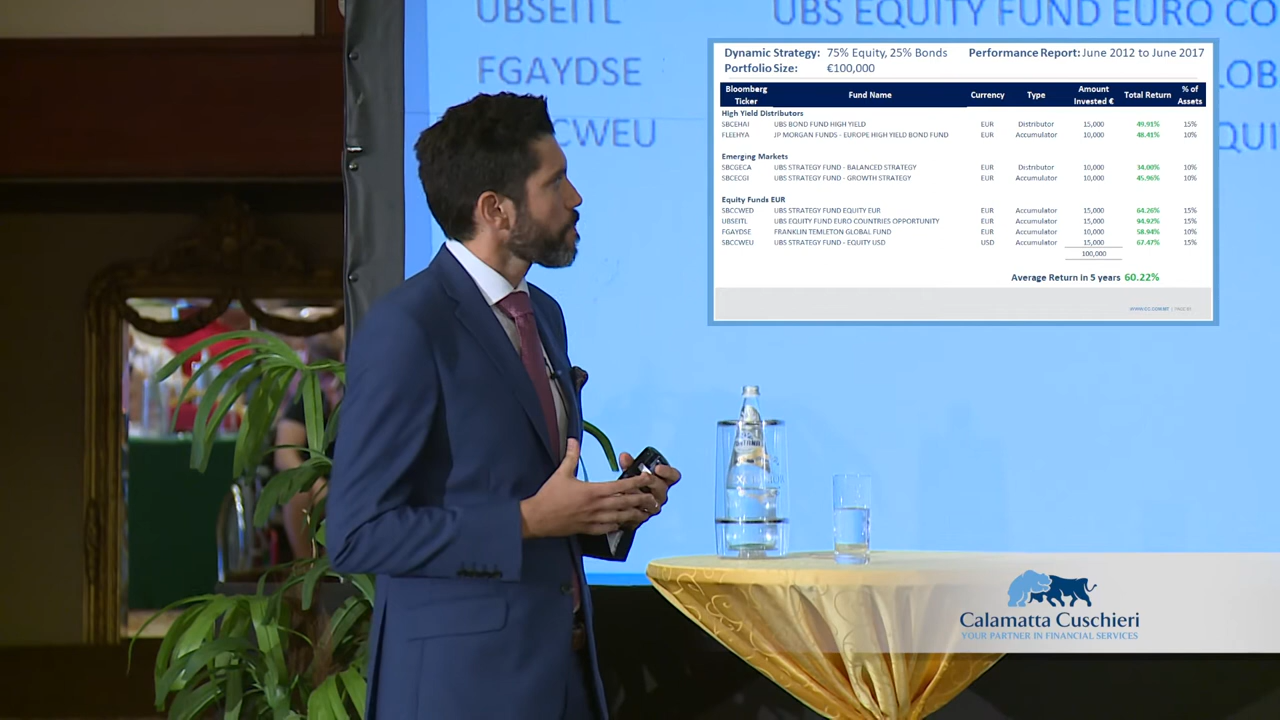 UBSEITL UBS EQUITY FUND EURO CO
FGAYDSE LOB
CCWEU QUI
Dynamic Strategy: 75% Equity, 25% Bonds Performance Report: June 2012 to June 2017
Portfolio Size: €100,000
Bloomberg Ticker Fund Name Currency Type Amount Invested € Total Return % of Assets
High Yield Distributors
SBCEHAI UBS BOND FUND HIGH YIELD EUR Distributor 15,000 49.91% 15%
FLEEHYA JP MORGAN FUNDS - EUROPE HIGH YIELD BOND FUND EUR Accumulator 10,000 48.41% 10%
Emerging Markets
SBCGECA UBS STRATEGY FUND - BALANCED STRATEGY EUR Distributor 10,000 34.00% 10%
SBCECGI UBS STRATEGY FUND - GROWTH STRATEGY EUR Accumulator 10,000 45.96% 10%
Equity Funds EUR
SBCCWED UBS STRATEGY FUND EQUITY EUR EUR Accumulator 15,000 64.26% 15%
UBSEITL UBS EQUITY FUND EURO COUNTRIES OPPORTUNITY EUR Accumulator 15,000 94.92% 15%
FGAYDSE FRANKLIN TEMLETON GLOBAL FUND EUR Accumulator 10,000 58.94% 10%
SBCCWEU UBS STRATEGY FUND - EQUITY USD USD Accumulator 15,000 67.47% 15%
100,000
Average Return in 5 years 60.22%
Calamatta Cuschieri
YOUR PARTNER IN FINANCIAL SERVICES